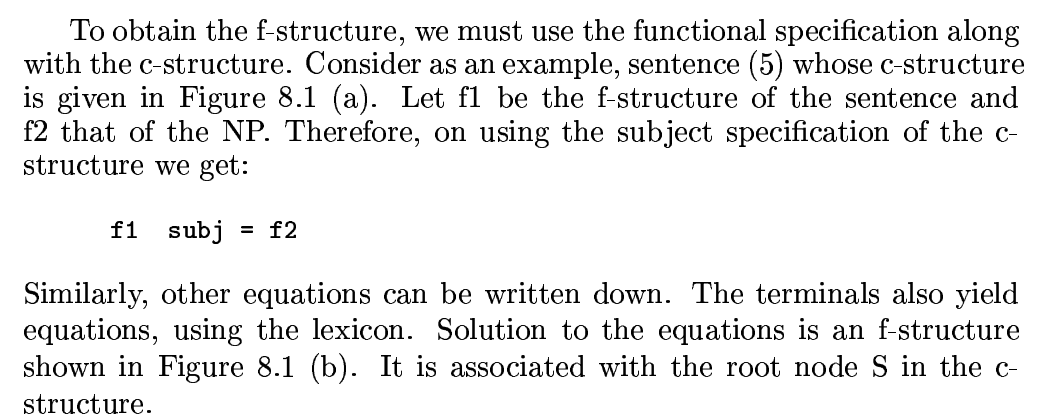 To obtain the f-structure, we must use the functional specification along
with the c-structure. Consider as an example, sentence (5) whose c-structure
is given in Figure 8.1 (a). Let f1 be the f-structure of the sentence and
f2 that of the NP. Therefore, on using the subject specification of the c-
structure we get:
f1 subj = f2
Similarly, other equations can be written down. The terminals also yield
equations, using the lexicon. Solution to the equations is an f-structure
shown in Figure 8.1 (b). It is associated with the root node S in the c-
structure.